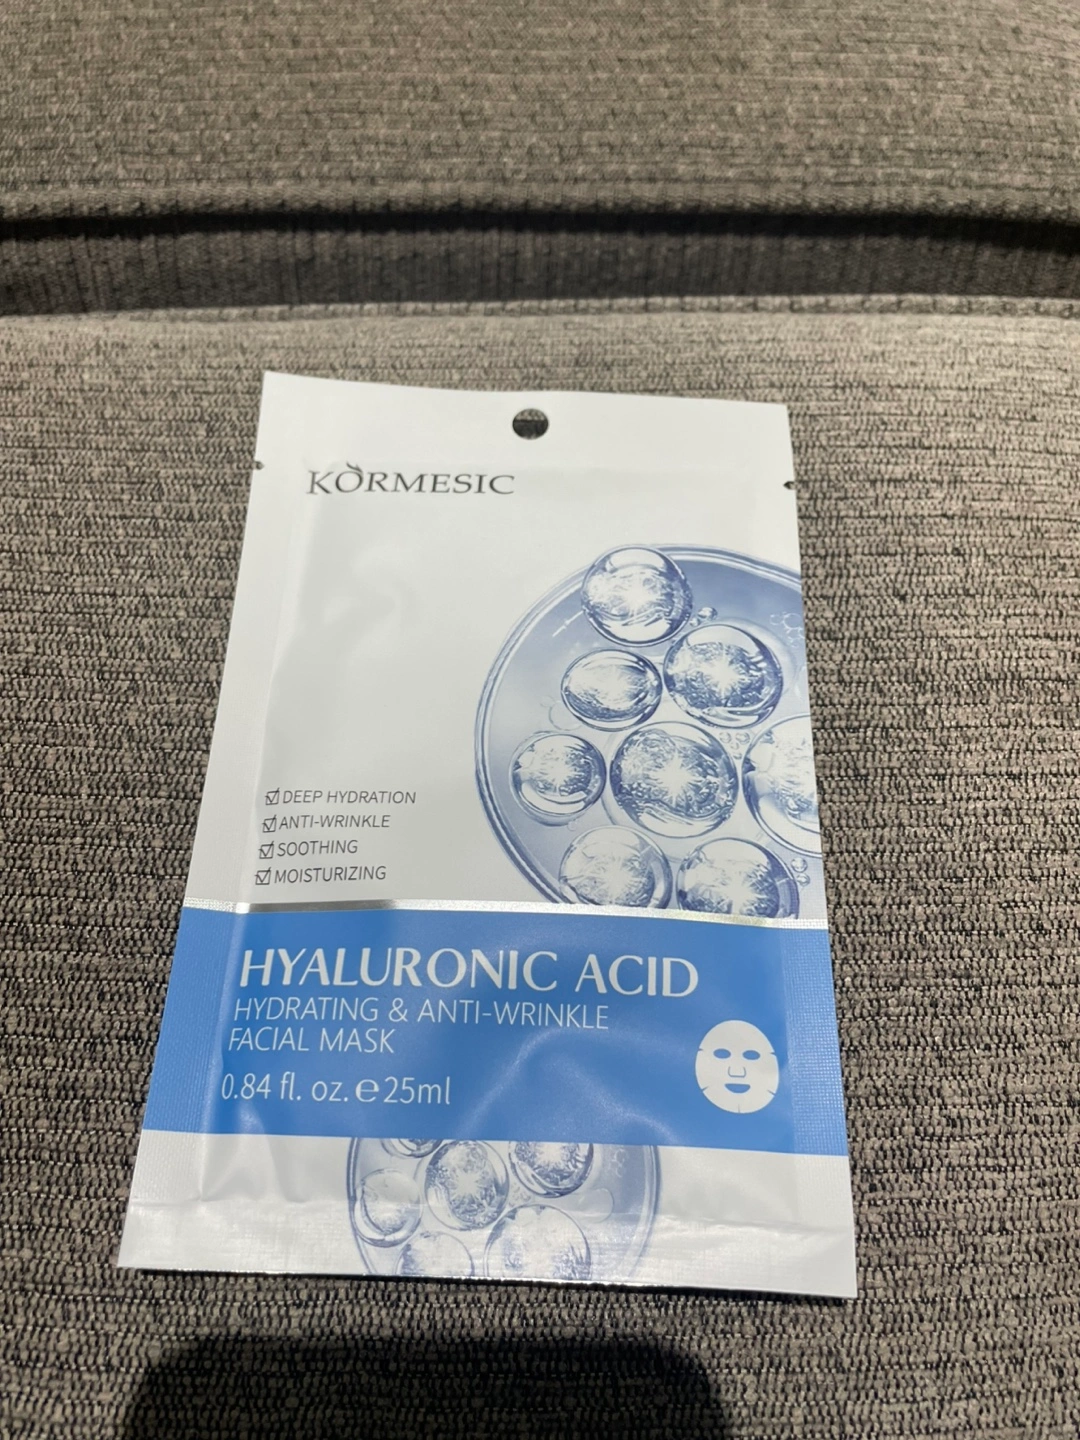 KORMESIC
DEEP HYDRATION
ANTI-WRINKLE
SOOTHING
MOISTURIZING
HYALURONIC ACID
HYDRATING & ANTI-WRINKLE
FACIAL MASK
0.84 fl. oz. ℮ 25ml